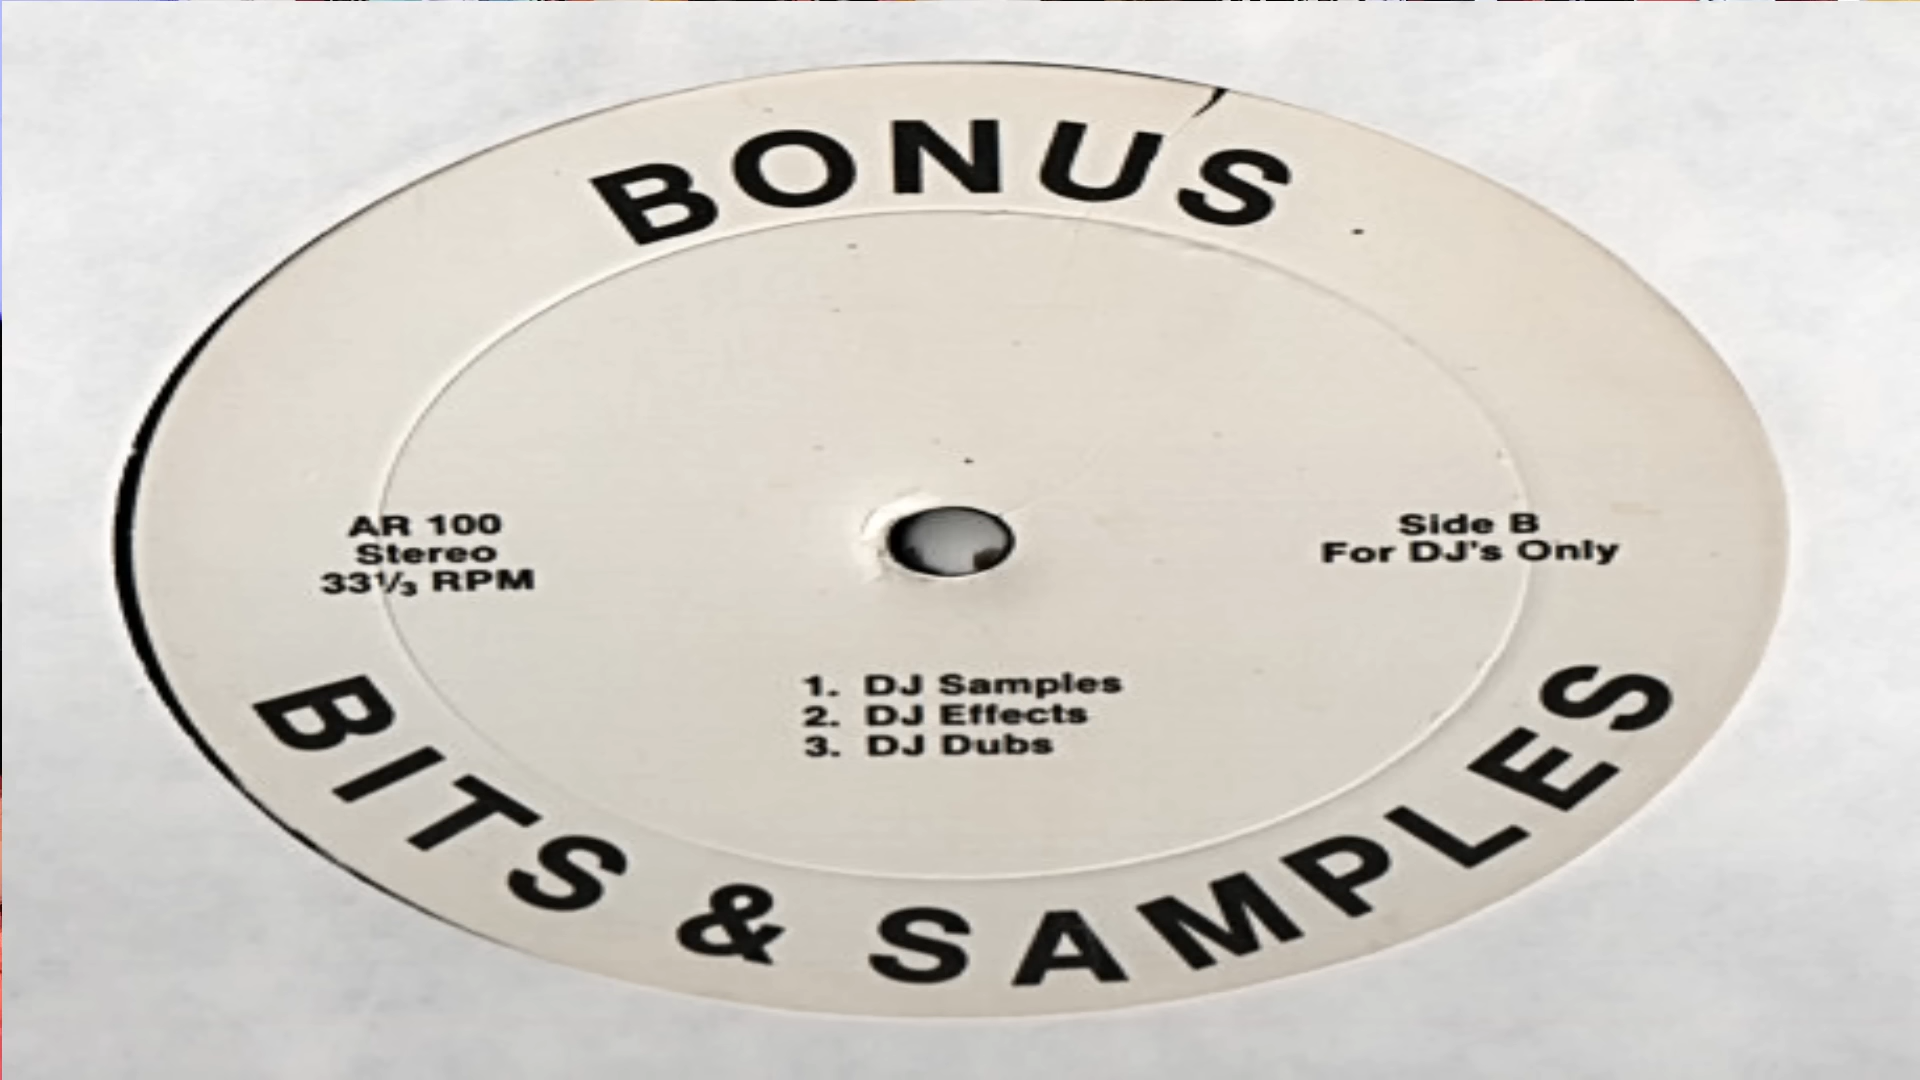 BONUS
AR 100
Stereo
33⅓ RPM
Side B
For DJ's Only
1. DJ Samples
2. DJ Effects
3. DJ Dubs
BITS & SAMPLES